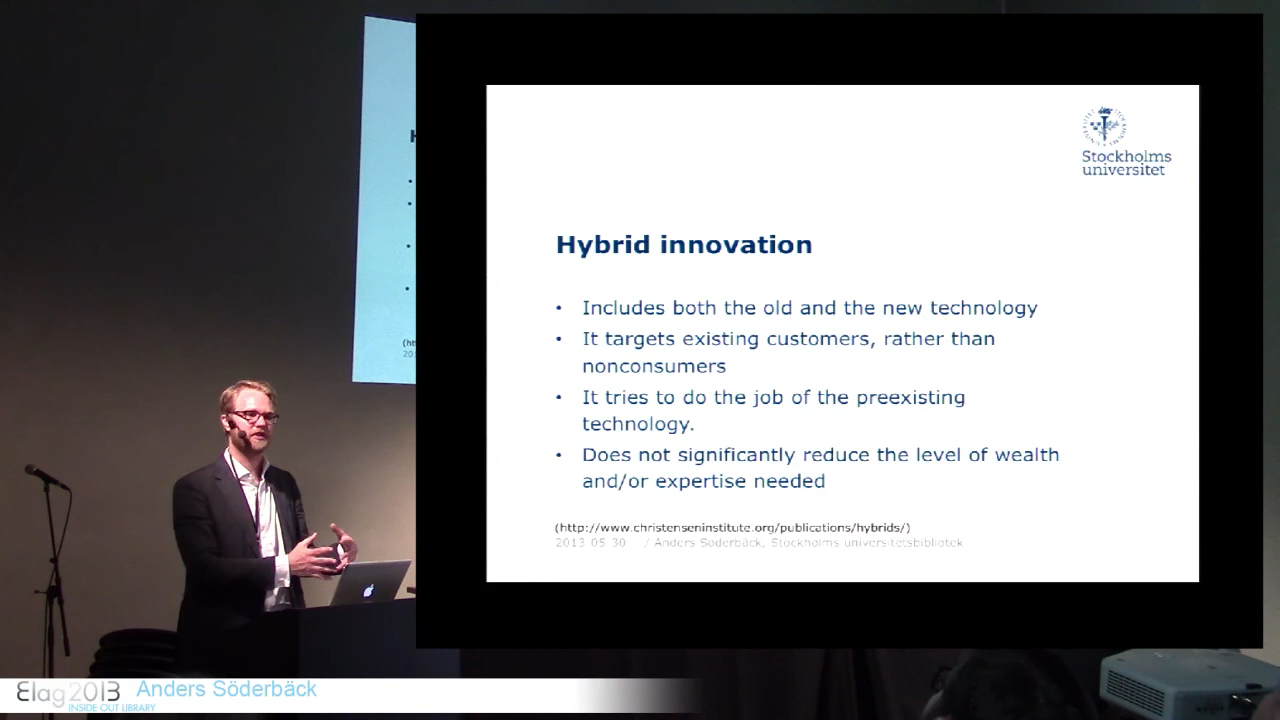 Stockholms
universitet
Hybrid innovation
• Includes both the old and the new technology
• It targets existing customers, rather than
nonconsumers
• It tries to do the job of the preexisting
technology.
• Does not significantly reduce the level of wealth
and/or expertise needed
(http://www.christenseninstitute.org/publications/hybrids/)
2013-05-30 / Anders Söderbäck, Stockholms universitetsbibliotek
Elag2013 Anders Söderbäck
INSIDE OUT LIBRARY